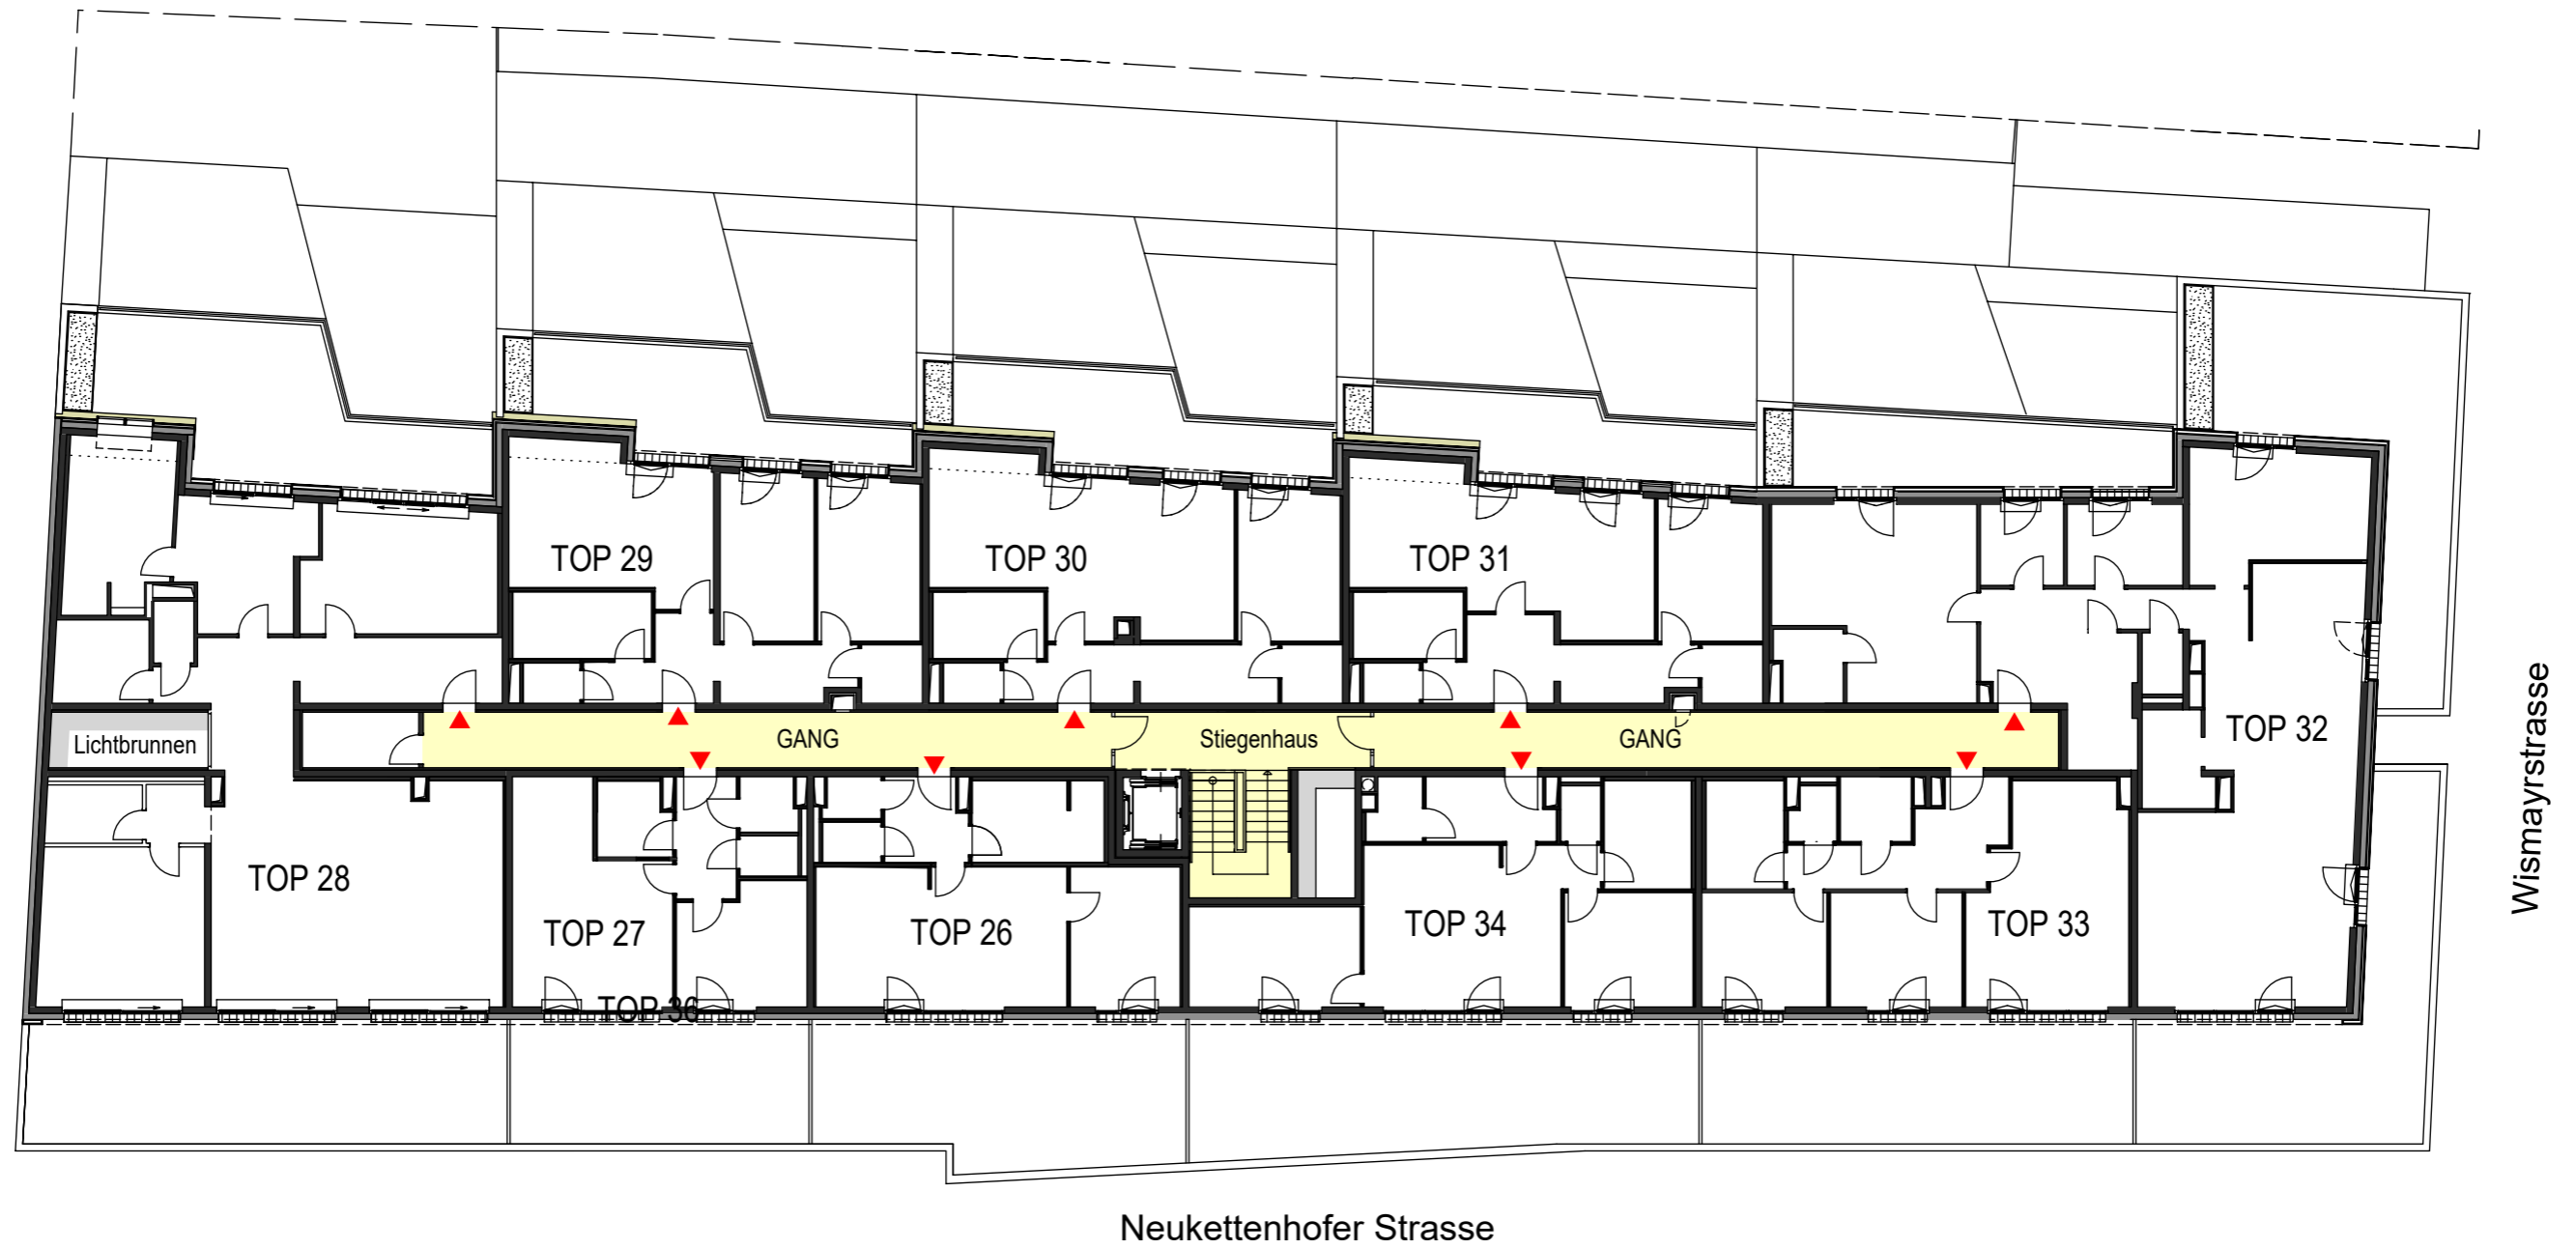 TOP 29
TOP 30
TOP 31
TOP 32
GANG
Stiegenhaus
GANG
Lichtbrunnen
TOP 28
TOP 27
TOP 26
TOP 34
TOP 33
TOP 36
Wismayrstrasse
Neukettenhofer Strasse